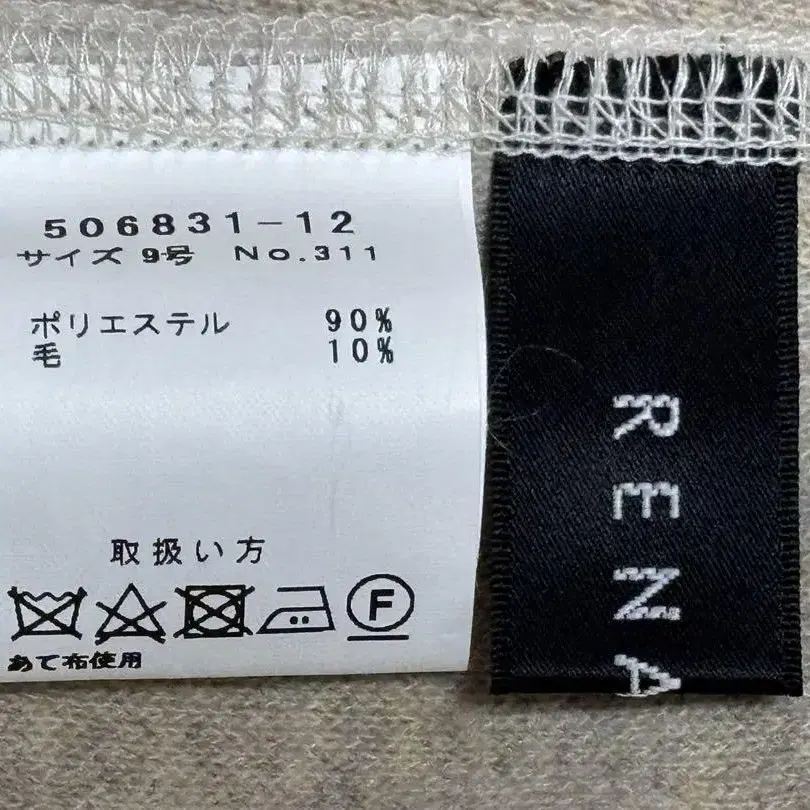 506831-12
サイズ 9号 No.311
ポリエステル 90%
毛 10%
取扱い方
F
あて布使用
RENA